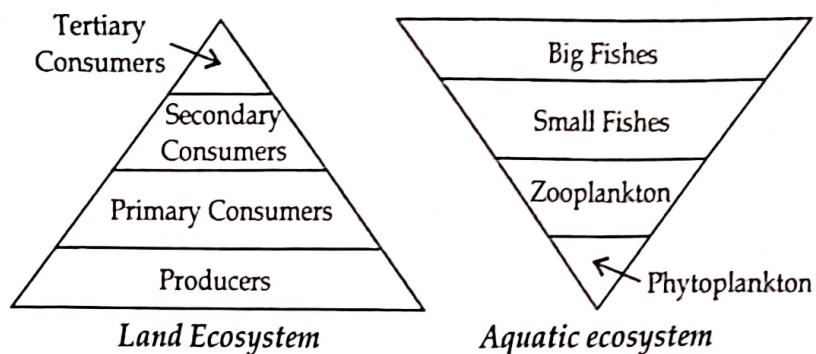 Tertiary
Consumers
Secondary
Consumers
Primary Consumers
Producers
Land Ecosystem
Big Fishes
Small Fishes
Zooplankton
Phytoplankton
Aquatic ecosystem